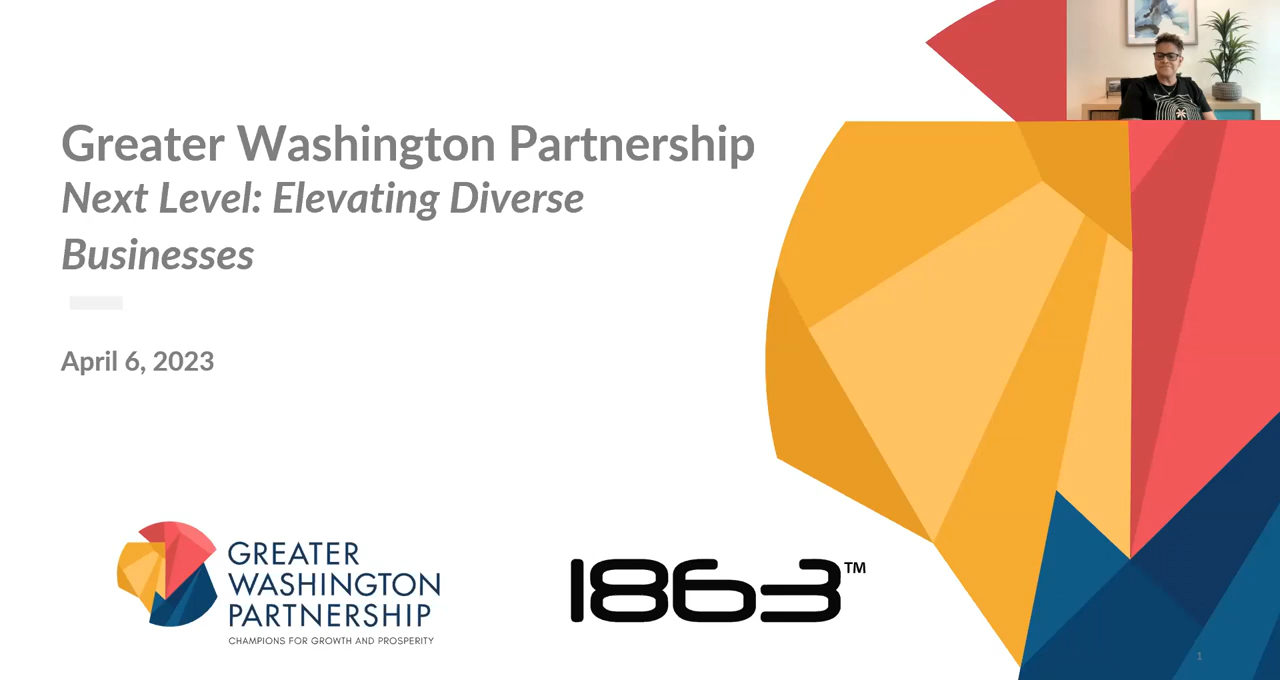 Greater Washington Partnership
Next Level: Elevating Diverse
Businesses
April 6, 2023
GREATER
WASHINGTON
PARTNERSHIP
CHAMPIONS FOR GROWTH AND PROSPERITY
1863™
1